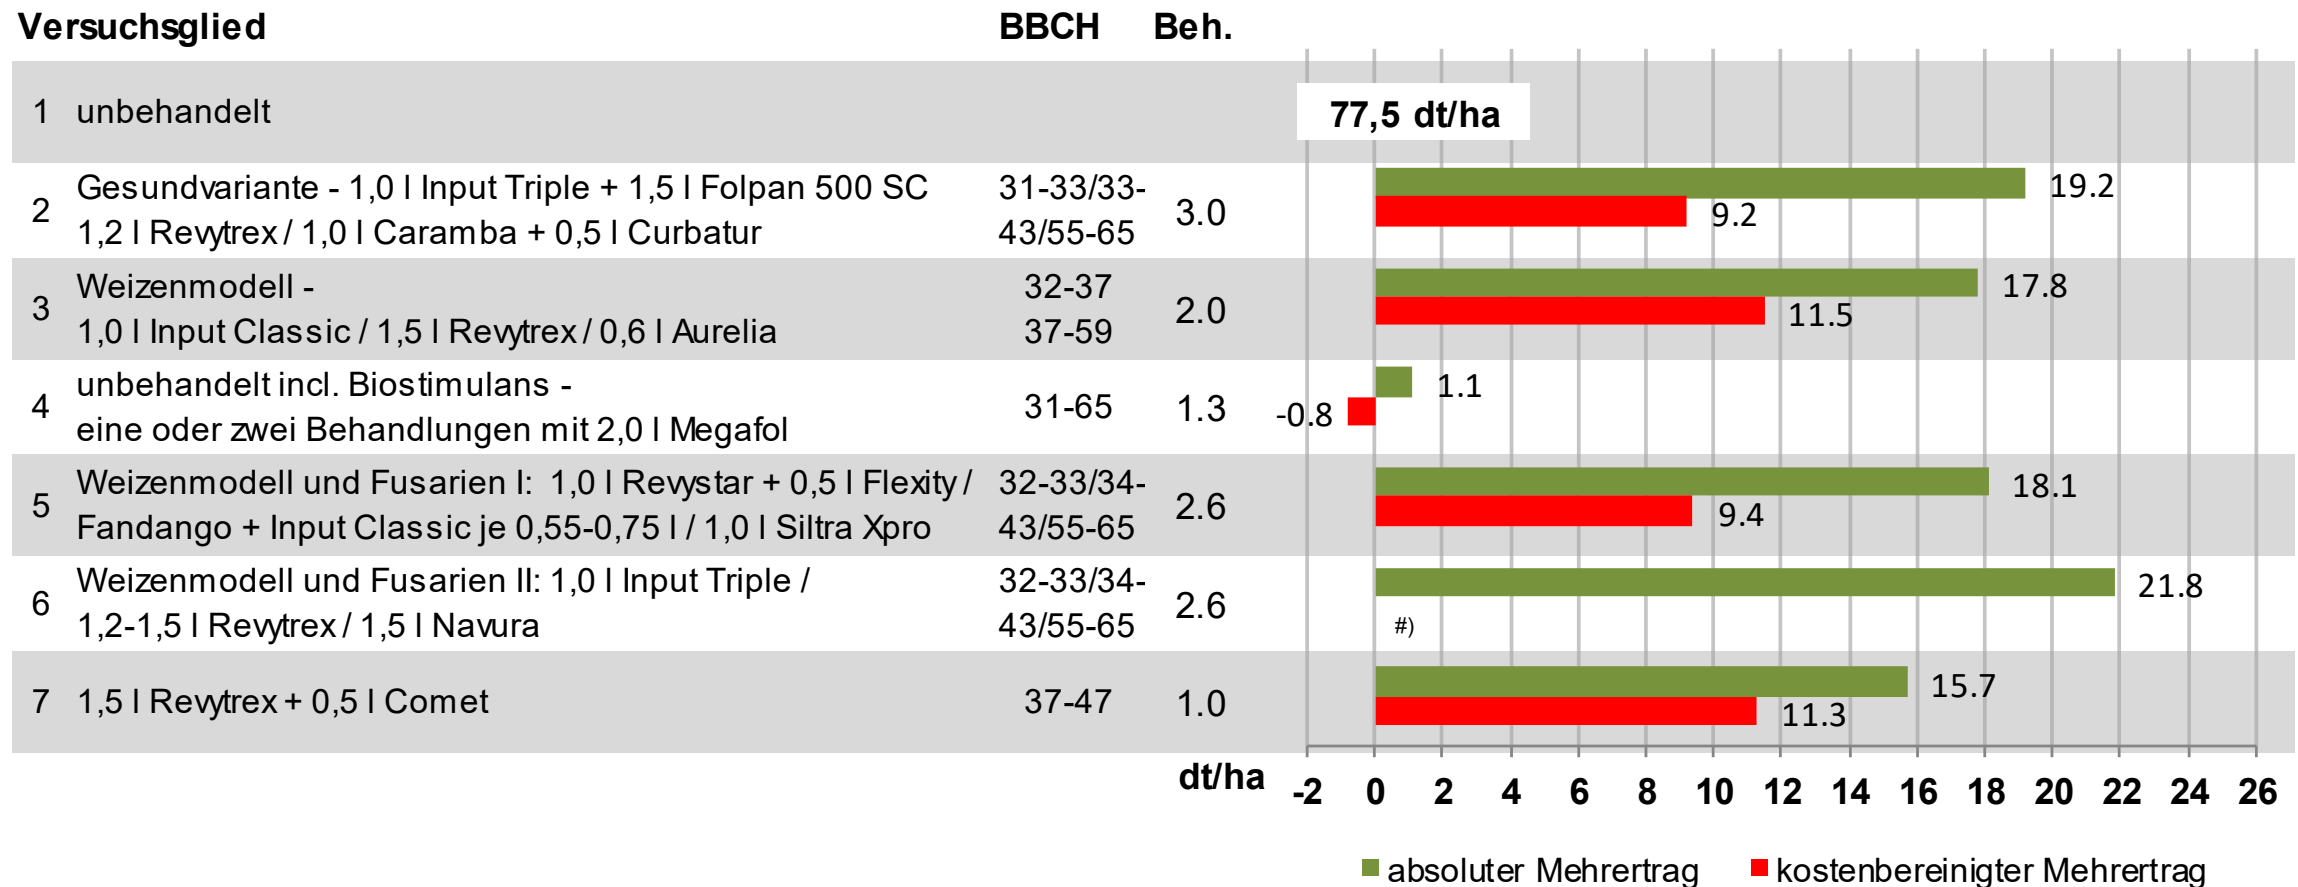 Versuchsglied BBCH Beh.
1 unbehandelt 77,5 dt/ha
2 Gesundvariante - 1,0 l Input Triple + 1,5 l Folpan 500 SC 31-33/33- 3.0 19.2
1,2 l Revytrex / 1,0 l Caramba + 0,5 l Curbatur 43/55-65 9.2
3 Weizenmodell - 32-37 2.0 17.8
1,0 l Input Classic / 1,5 l Revytrex / 0,6 l Aurelia 37-59 11.5
4 unbehandelt incl. Biostimulans - 31-65 1.3 1.1
eine oder zwei Behandlungen mit 2,0 l Megafol -0.8
5 Weizenmodell und Fusarien I: 1,0 l Revystar + 0,5 l Flexity / 32-33/34- 2.6 18.1
Fandango + Input Classic je 0,55-0,75 l / 1,0 l Siltra Xpro 43/55-65 9.4
6 Weizenmodell und Fusarien II: 1,0 l Input Triple / 32-33/34- 2.6 21.8
1,2-1,5 l Revytrex / 1,5 l Navura 43/55-65 #)
7 1,5 l Revytrex + 0,5 l Comet 37-47 1.0 15.7
11.3
dt/ha -2 0 2 4 6 8 10 12 14 16 18 20 22 24 26
absoluter Mehrertrag kostenbereinigter Mehrertrag